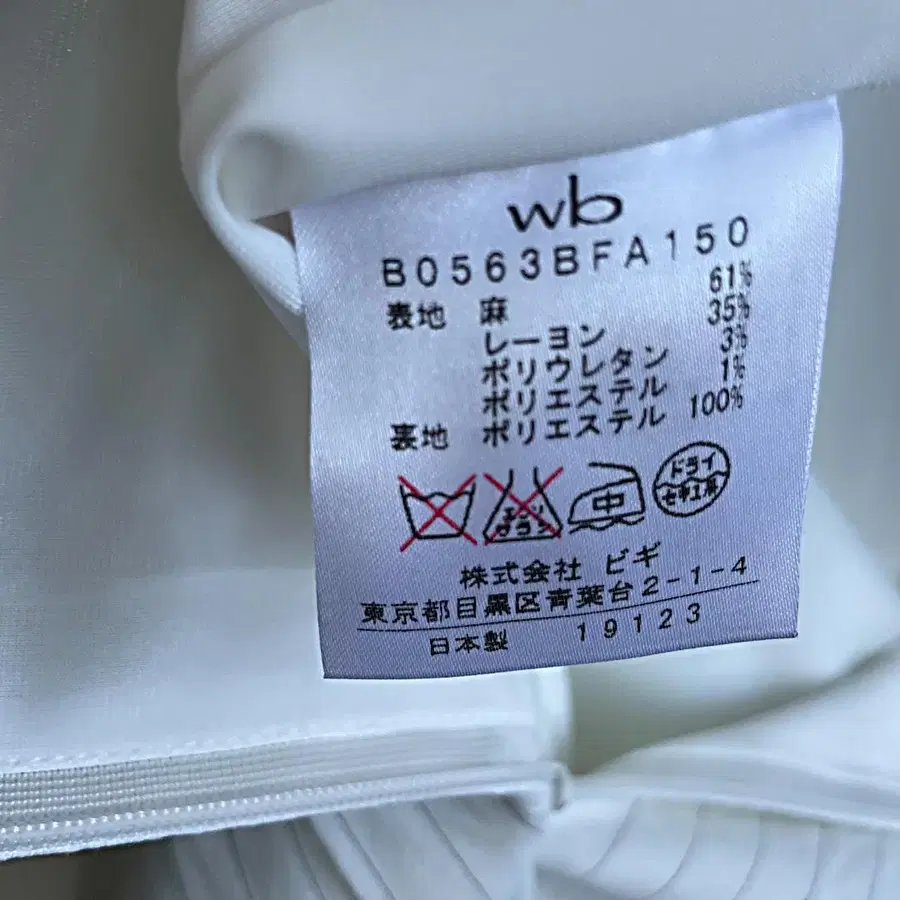 wb
B0563BFA150
表地 麻 61%
レーヨン 35%
ポリウレタン 3%
ポリエステル 1%
裏地 ポリエステル 100%
エンソ サラシ 中 ドライ セキユ系
株式会社 ビギ
東京都目黒区青葉台2-1-4
日本製 19123